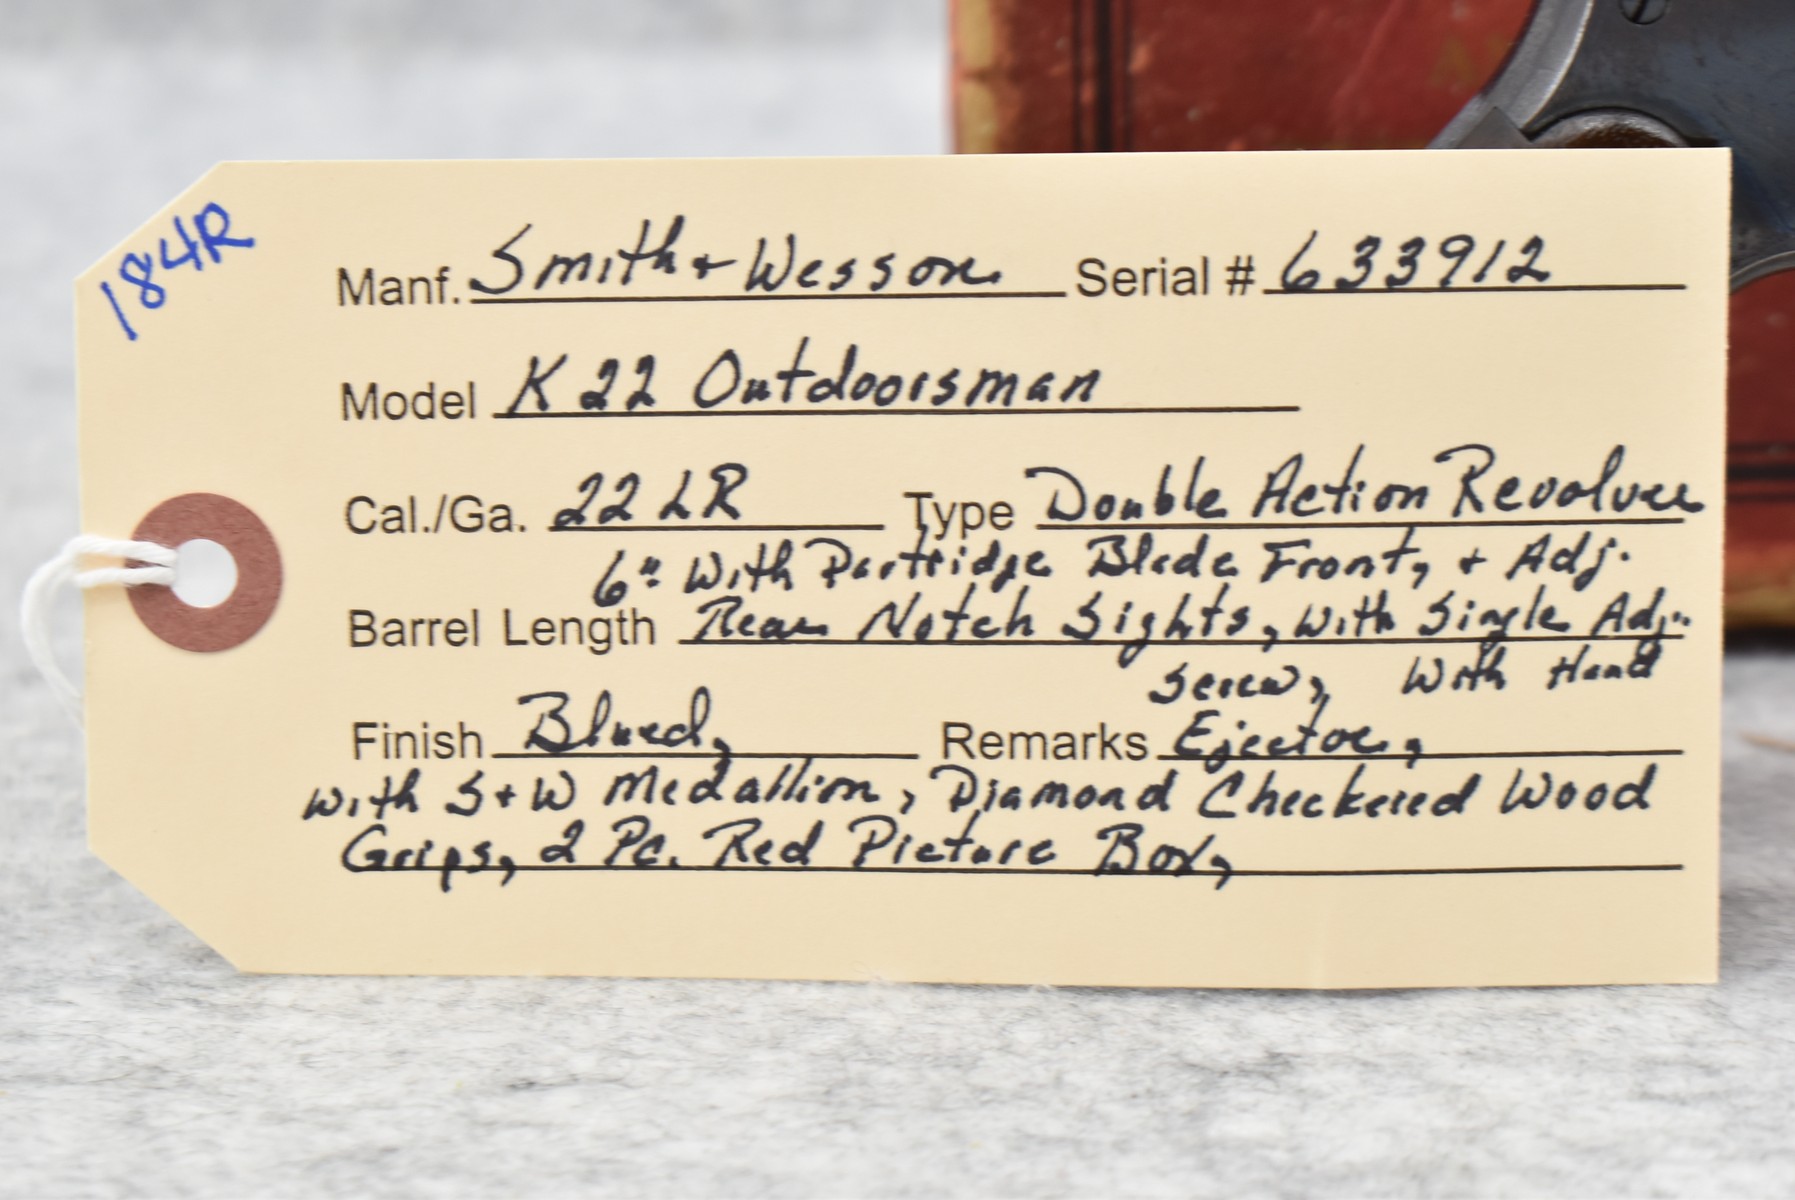 184R
Manf. Smith + Wesson Serial # 633912
Model K 22 Outdoorsman
Cal./Ga. 22 LR Type Double Action Revolver
6" With Partridge Blade Front, + Adj.
Barrel Length Rear Notch Sights, with Single Adj.
Screw, With Hand
Finish Blued, Remarks Ejector,
with S+W Medallion, Diamond Checkered Wood
Grips, 2 Pc. Red Picture Box,